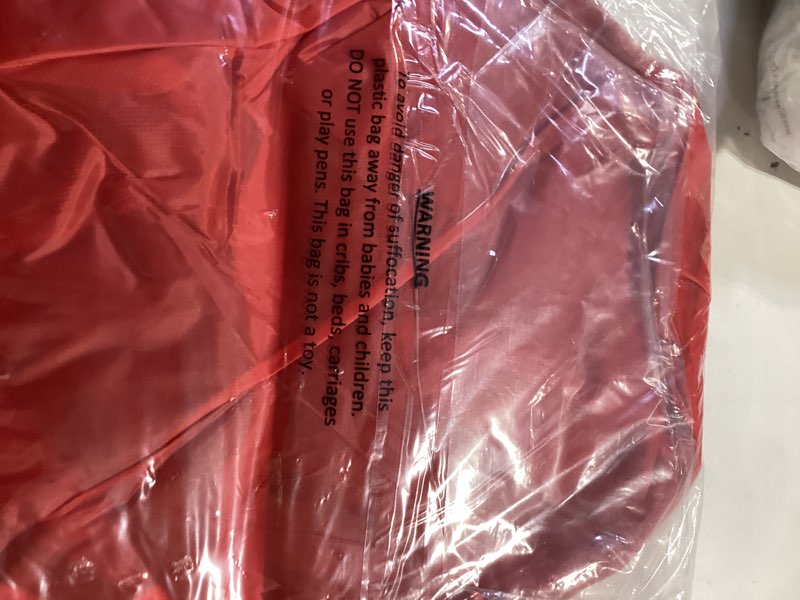 WARNING
To avoid danger of suffocation, keep this
plastic bag away from babies and children.
DO NOT use this bag in cribs, beds, carriages
or play pens. This bag is not a toy.